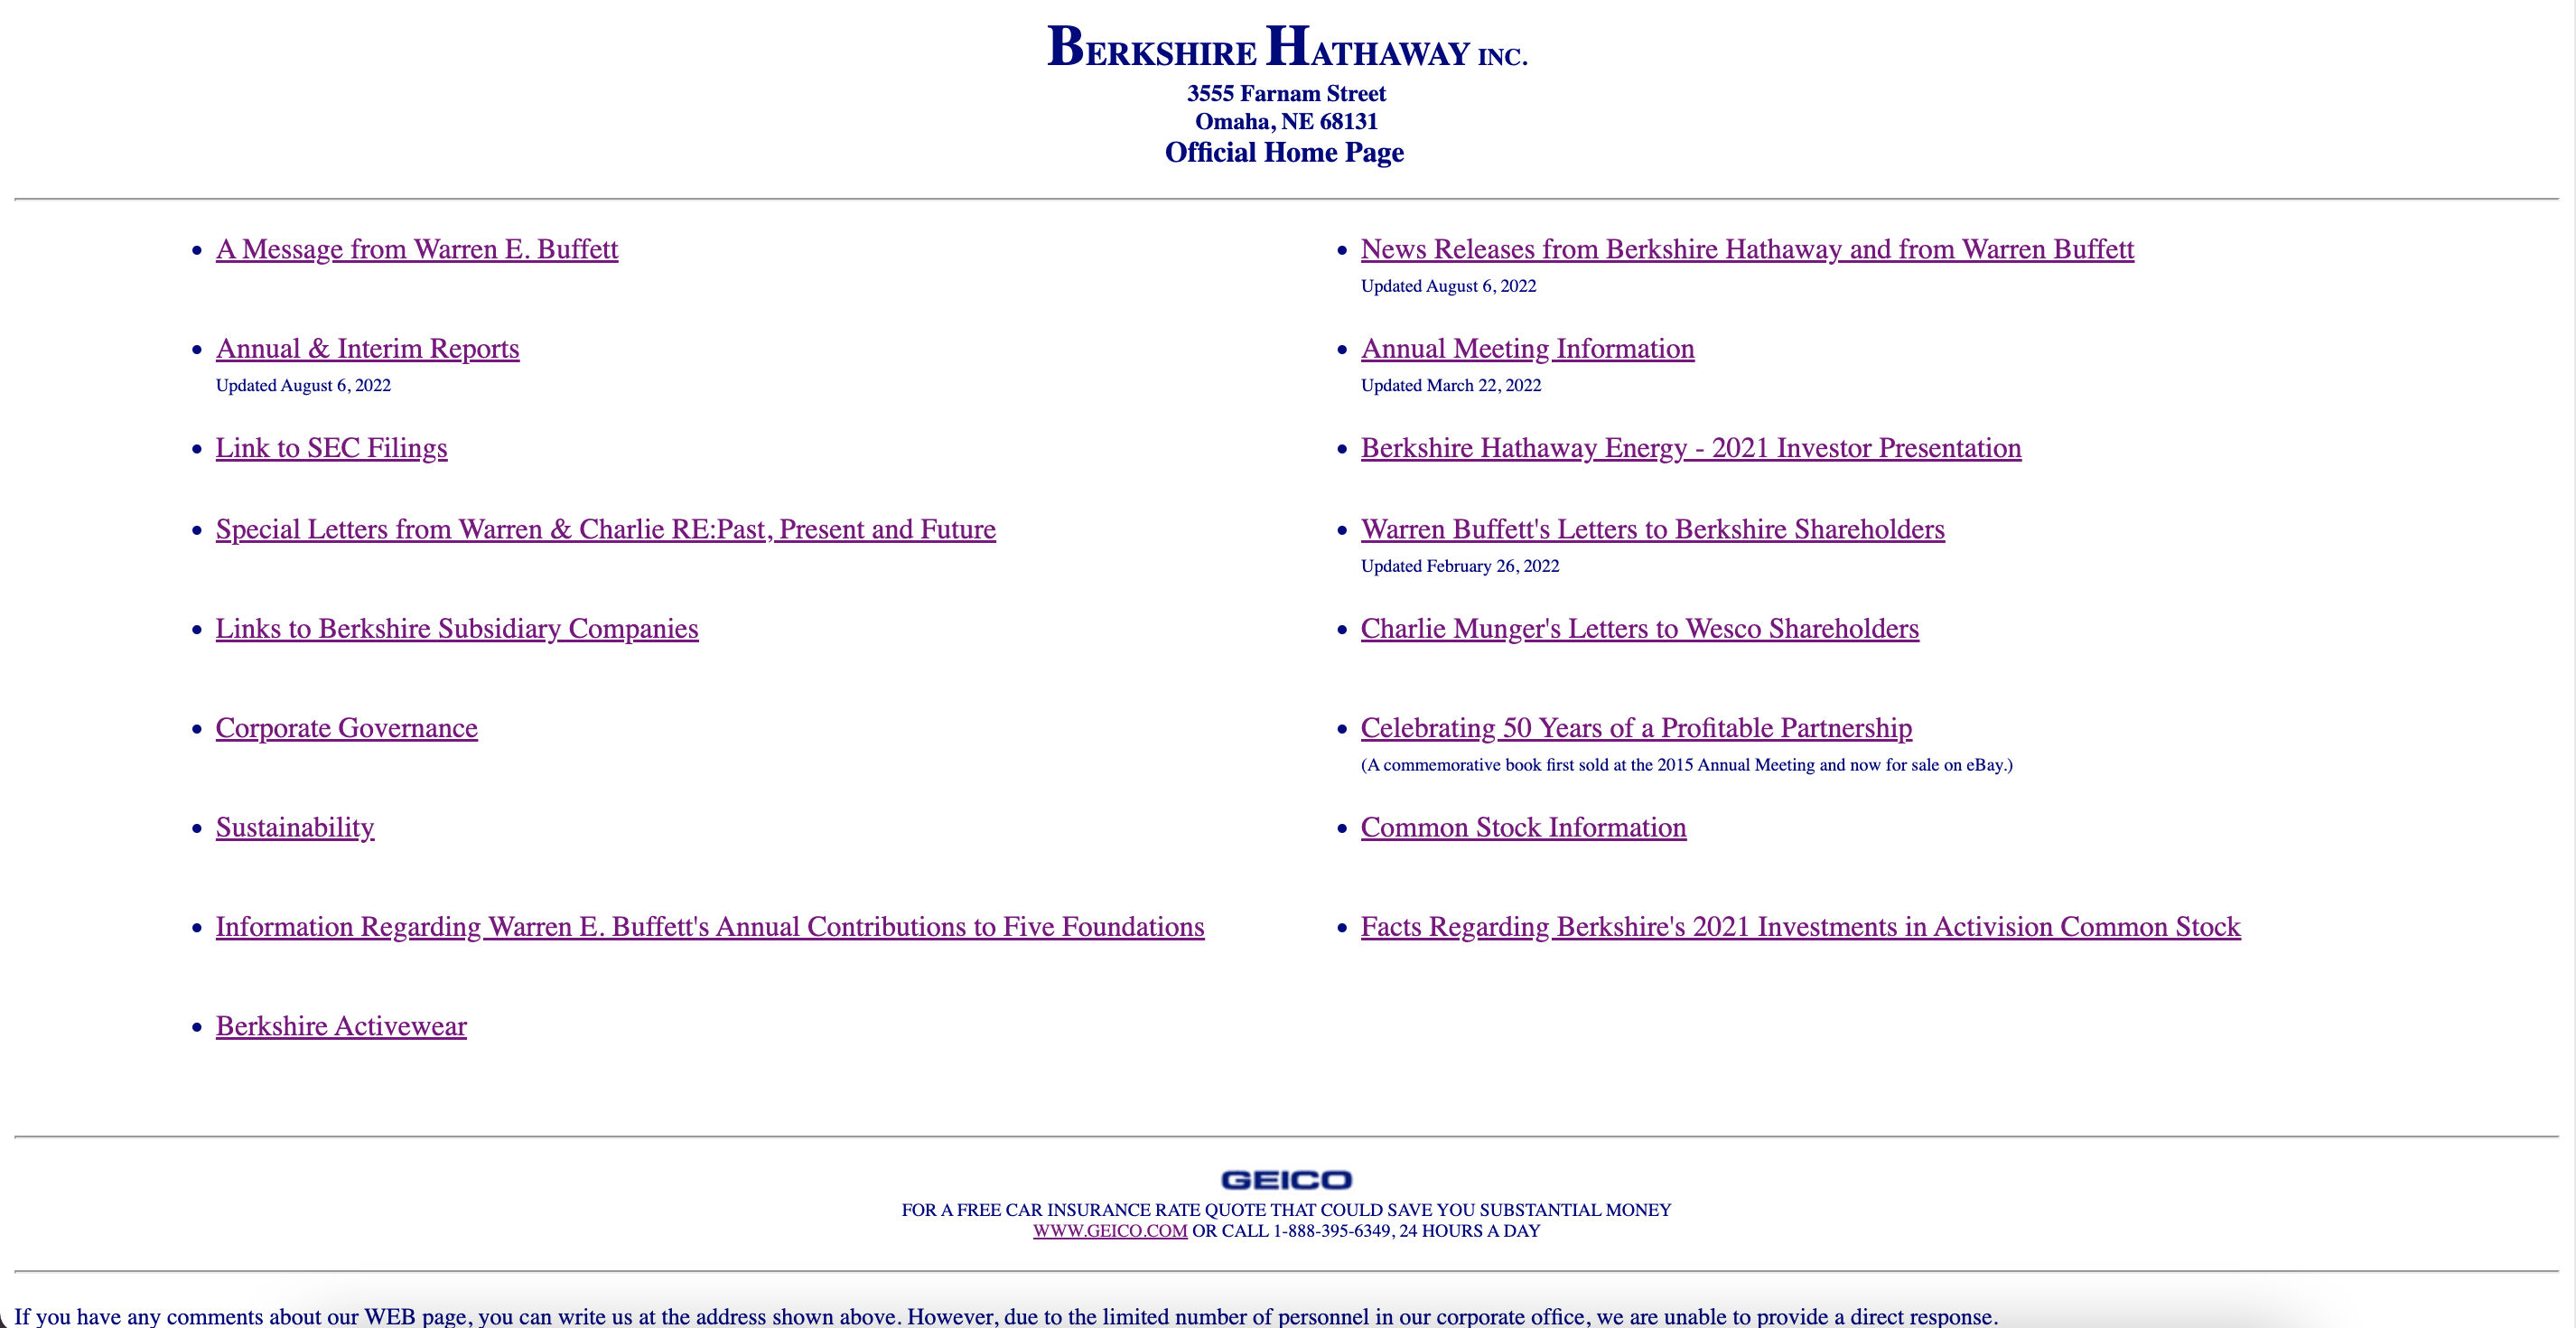 BERKSHIRE HATHAWAY INC.
3555 Farnam Street
Omaha, NE 68131
Official Home Page
A Message from Warren E. Buffett
News Releases from Berkshire Hathaway and from Warren Buffett
Updated August 6, 2022
Annual & Interim Reports
Updated August 6, 2022
Annual Meeting Information
Updated March 22, 2022
Link to SEC Filings
Berkshire Hathaway Energy - 2021 Investor Presentation
Special Letters from Warren & Charlie RE:Past, Present and Future
Warren Buffett's Letters to Berkshire Shareholders
Updated February 26, 2022
Links to Berkshire Subsidiary Companies
Charlie Munger's Letters to Wesco Shareholders
Corporate Governance
Celebrating 50 Years of a Profitable Partnership
(A commemorative book first sold at the 2015 Annual Meeting and now for sale on eBay.)
Sustainability
Common Stock Information
Information Regarding Warren E. Buffett's Annual Contributions to Five Foundations
Facts Regarding Berkshire's 2021 Investments in Activision Common Stock
Berkshire Activewear
GEICO
FOR A FREE CAR INSURANCE RATE QUOTE THAT COULD SAVE YOU SUBSTANTIAL MONEY
WWW.GEICO.COM OR CALL 1-888-395-6349, 24 HOURS A DAY
If you have any comments about our WEB page, you can write us at the address shown above. However, due to the limited number of personnel in our corporate office, we are unable to provide a direct response.